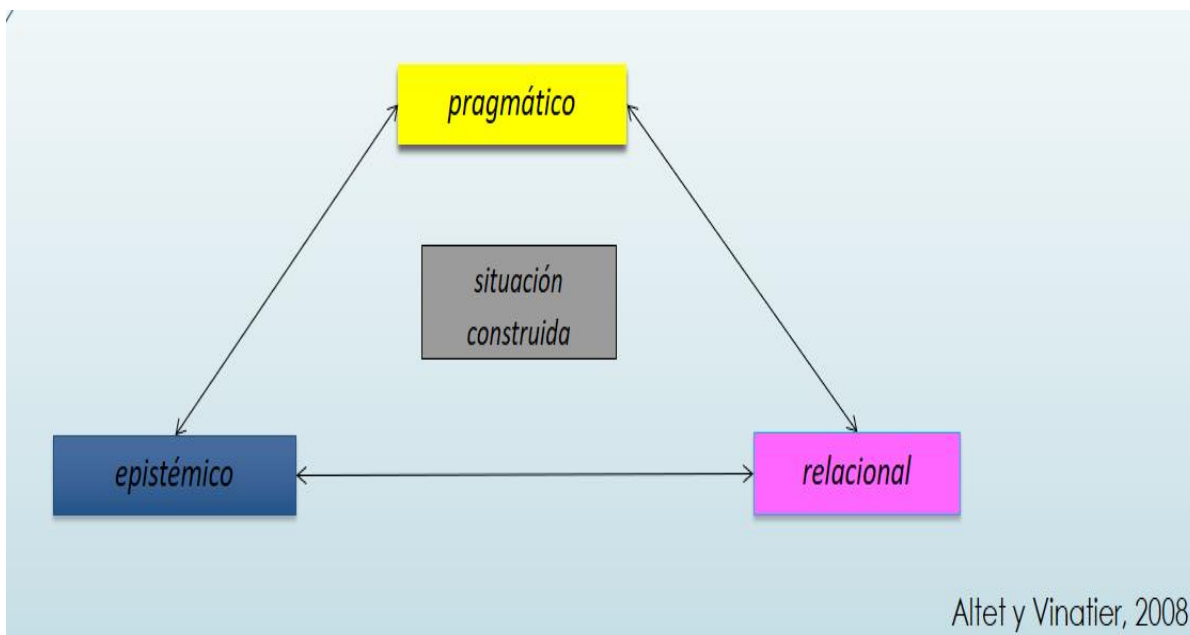 pragmático
situación
construida
epistémico
relacional
Altet y Vinatier, 2008